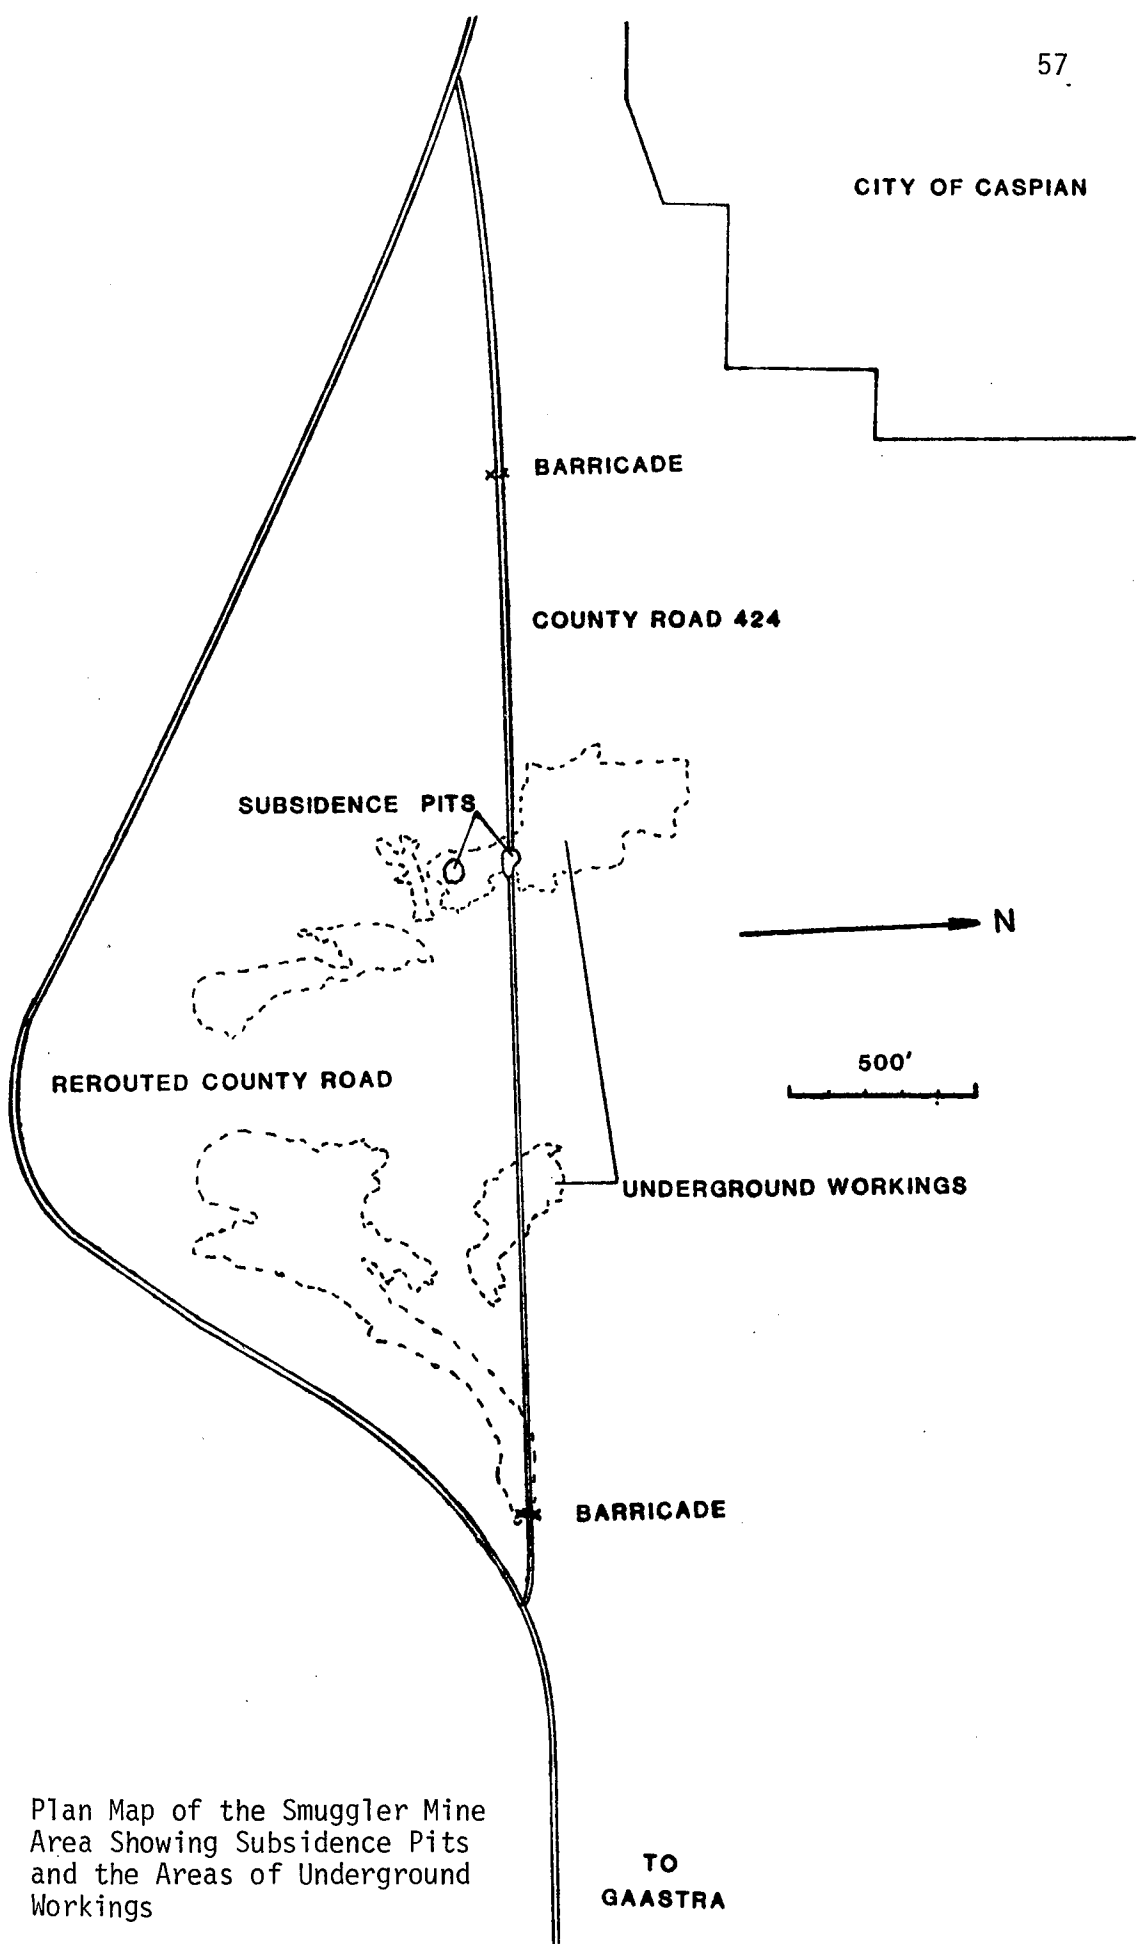 57
CITY OF CASPIAN
BARRICADE
COUNTY ROAD 424
SUBSIDENCE PITS
N
500'
REROUTED COUNTY ROAD
UNDERGROUND WORKINGS
BARRICADE
Plan Map of the Smuggler Mine
Area Showing Subsidence Pits
and the Areas of Underground
Workings
TO
GAASTRA